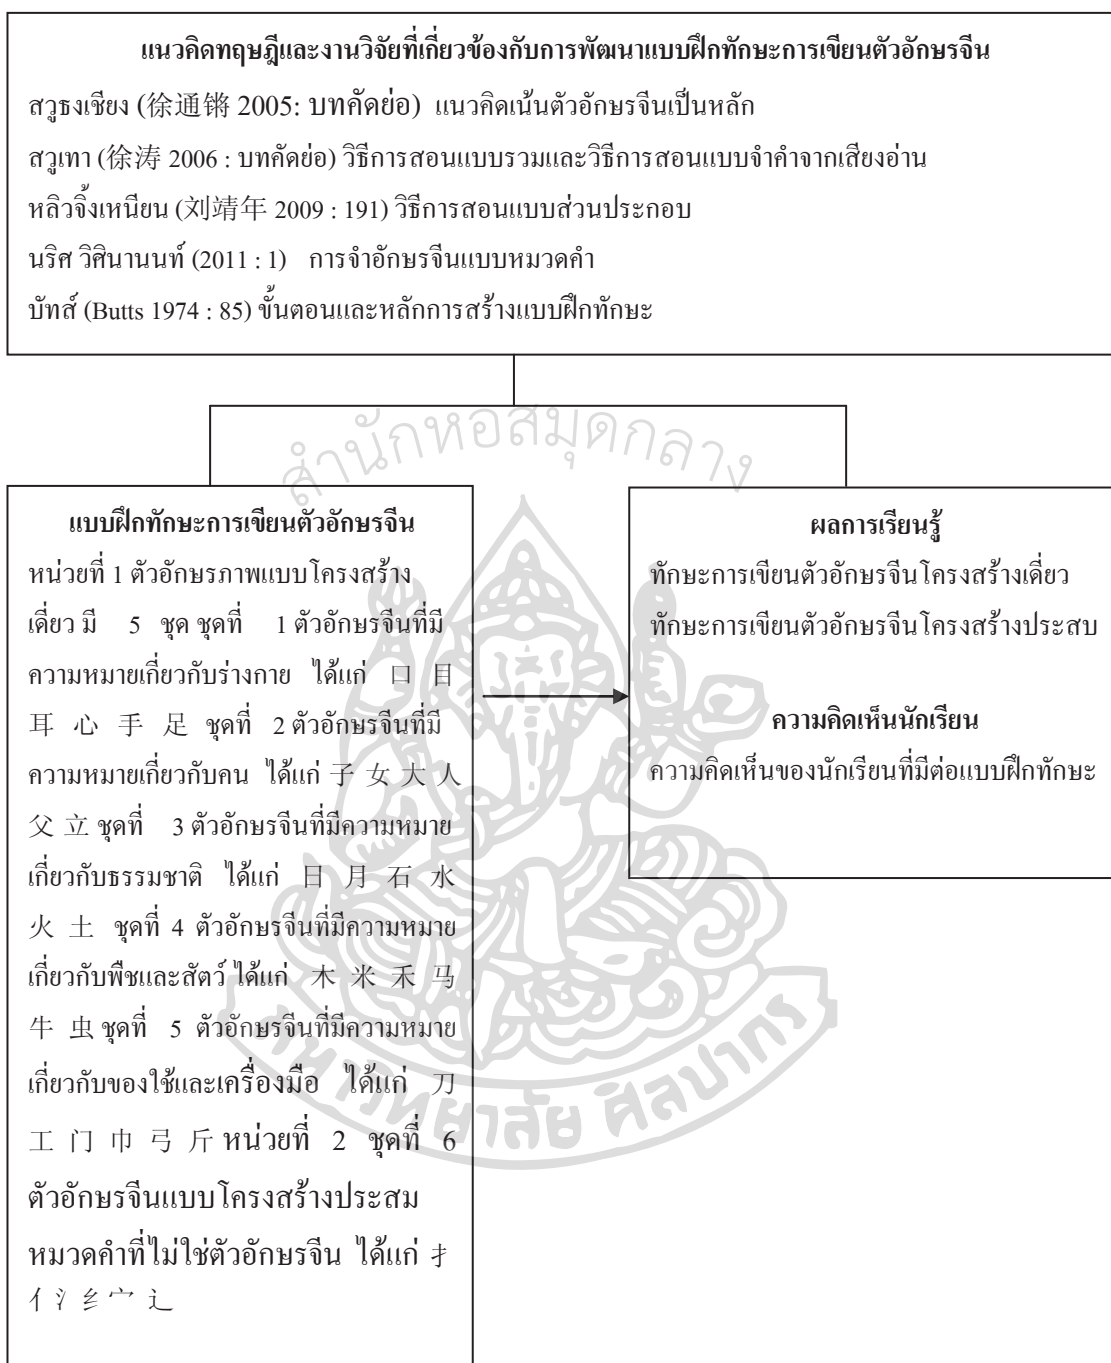 แนวคิดทฤษฎีและงานวิจัยที่เกี่ยวข้องกับการพัฒนาแบบฝึกทักษะการเขียนตัวอักษรจีน
สวูธงเชียง (徐通锵 2005: บทคัดย่อ) แนวคิดเน้นตัวอักษรจีนเป็นหลัก
สวูเทา (徐涛 2006 : บทคัดย่อ) วิธีการสอนแบบรวมและวิธีการสอนแบบจำคำจากเสียงอ่าน
หลิวจิ้งเหนียน (刘靖年 2009 : 191) วิธีการสอนแบบส่วนประกอบ
นริศ วิศินานนท์ (2011 : 1) การจำอักษรจีนแบบหมวดคำ
บัทส์ (Butts 1974 : 85) ขั้นตอนและหลักการสร้างแบบฝึกทักษะ
สำนักหอสมุดกลาง
แบบฝึกทักษะการเขียนตัวอักษรจีน
หน่วยที่ 1 ตัวอักษรภาพแบบโครงสร้าง
เดี่ยว มี 5 ชุด ชุดที่ 1 ตัวอักษรจีนที่มี
ความหมายเกี่ยวกับร่างกาย ได้แก่ 口 目
耳 心 手 足 ชุดที่ 2 ตัวอักษรจีนที่มี
ความหมายเกี่ยวกับคน ได้แก่ 子 女 大 人
父 立 ชุดที่ 3 ตัวอักษรจีนที่มีความหมาย
เกี่ยวกับธรรมชาติ ได้แก่ 日 月 石 水
火 土 ชุดที่ 4 ตัวอักษรจีนที่มีความหมาย
เกี่ยวกับพืชและสัตว์ ได้แก่ 木 米 禾 马
牛 虫 ชุดที่ 5 ตัวอักษรจีนที่มีความหมาย
เกี่ยวกับของใช้และเครื่องมือ ได้แก่ 刀
工 门 巾 弓 斤 หน่วยที่ 2 ชุดที่ 6
ตัวอักษรจีนแบบโครงสร้างประสม
หมวดคำที่ไม่ใช่ตัวอักษรจีน ได้แก่ 扌
亻 氵 纟 宀 辶
ผลการเรียนรู้
ทักษะการเขียนตัวอักษรจีนโครงสร้างเดี่ยว
ทักษะการเขียนตัวอักษรจีนโครงสร้างประสบ
ความคิดเห็นนักเรียน
ความคิดเห็นของนักเรียนที่มีต่อแบบฝึกทักษะ
มหาวิทยาลัย ศิลปากร